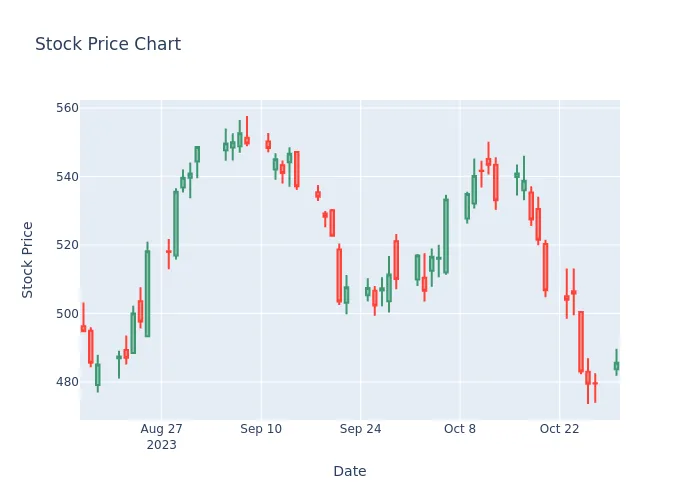 Stock Price Chart
Stock Price
560
540
520
500
480
Aug 27
2023
Sep 10
Sep 24
Oct 8
Oct 22
Date